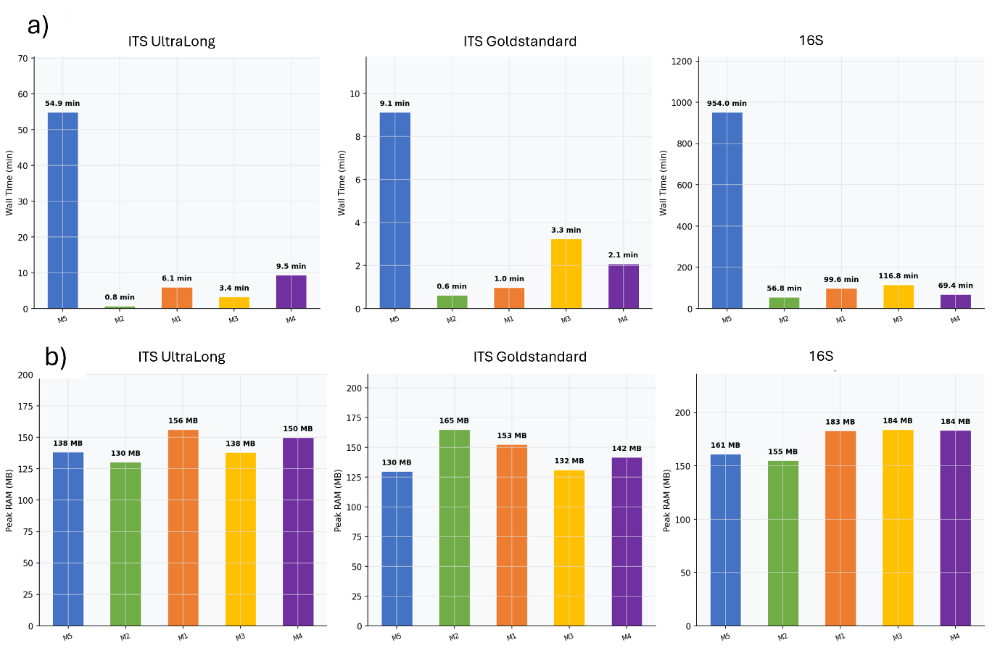 a)
ITS UltraLong
ITS Goldstandard
16S
70
60
50
40
30
20
10
0
Wall Time (min)
54.9 min
0.8 min
6.1 min
3.4 min
9.5 min
M5
M2
M1
M3
M4
10
8
6
4
2
0
Wall Time (min)
9.1 min
0.6 min
1.0 min
3.3 min
2.1 min
M5
M2
M1
M3
M4
1200
1000
800
600
400
200
0
Wall Time (min)
954.0 min
56.8 min
99.6 min
116.8 min
69.4 min
M5
M2
M1
M3
M4
b)
ITS UltraLong
ITS Goldstandard
16S
200
175
150
125
100
75
50
25
0
Peak RAM (MB)
138 MB
130 MB
156 MB
138 MB
150 MB
M5
M2
M1
M3
M4
200
175
150
125
100
75
50
25
0
Peak RAM (MB)
130 MB
165 MB
153 MB
132 MB
142 MB
M5
M2
M1
M3
M4
200
150
100
50
0
Peak RAM (MB)
161 MB
155 MB
183 MB
184 MB
184 MB
M5
M2
M1
M3
M4